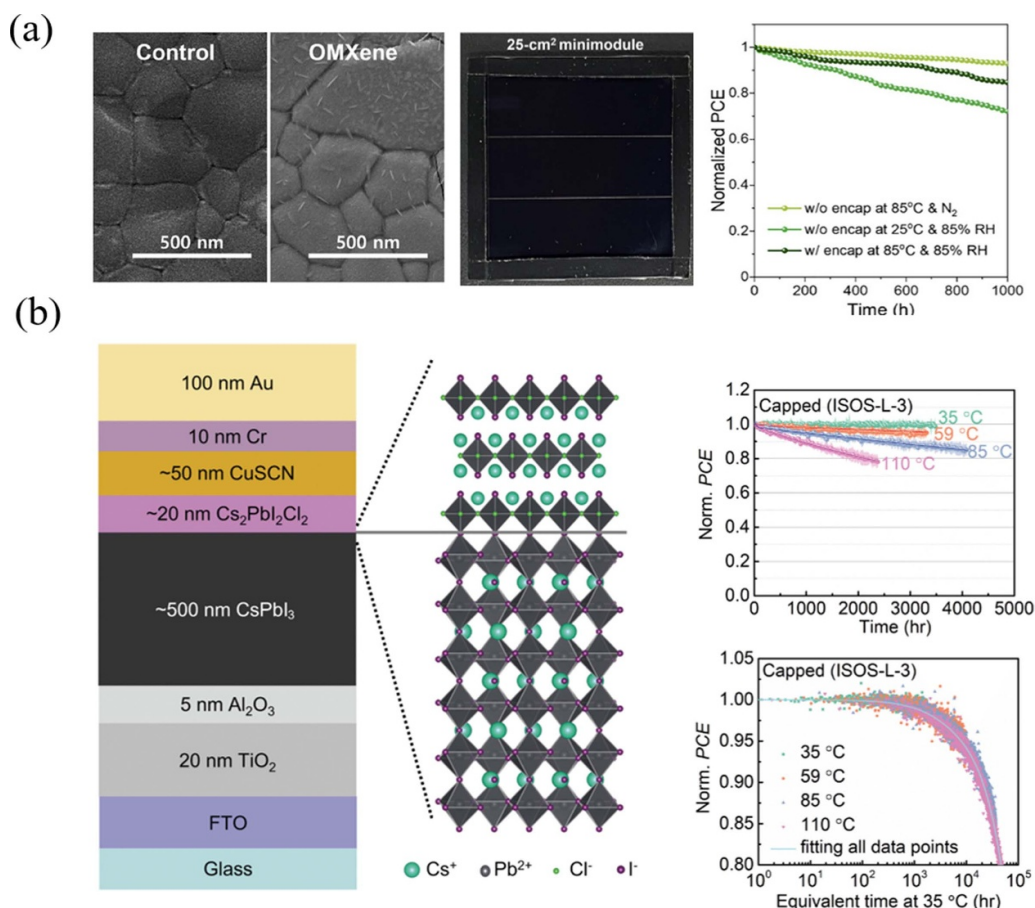 (a)
Control
OMXene
500 nm
500 nm
25-cm² minimodule
Normalized PCE
1
0.8
0.6
0.4
0.2
0
w/o encap at 85°C & N₂
w/o encap at 25°C & 85% RH
w/ encap at 85°C & 85% RH
0 200 400 600 800 1000
Time (h)
(b)
100 nm Au
10 nm Cr
~50 nm CuSCN
~20 nm Cs₂PbI₂Cl₂
~500 nm CsPbI₃
5 nm Al₂O₃
20 nm TiO₂
FTO
Glass
Cs⁺ Pb²⁺ Cl⁻ I⁻
Norm. PCE
1.2
1.0
0.8
0.6
0.4
0.2
0.0
Capped (ISOS-L-3)
35 °C
59 °C
85 °C
110 °C
0 1000 2000 3000 4000 5000
Time (hr)
Norm. PCE
1.05
1.00
0.95
0.90
0.85
0.80
Capped (ISOS-L-3)
35 °C
59 °C
85 °C
110 °C
fitting all data points
10⁰ 10¹ 10² 10³ 10⁴ 10⁵
Equivalent time at 35 °C (hr)